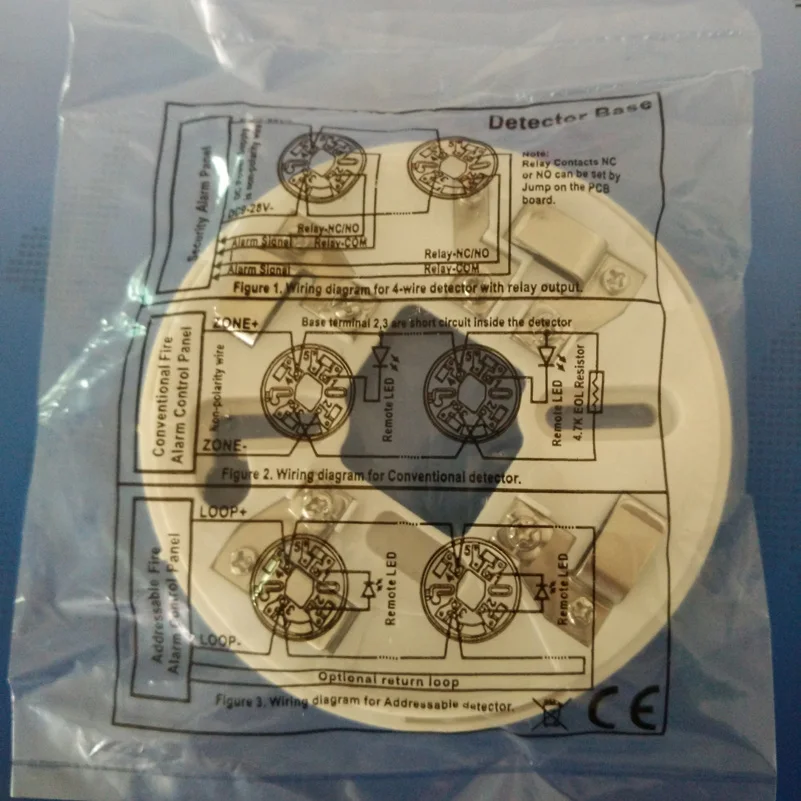 Detector Base
Security Alarm Panel
is non-polarity wire
DC9-28V-
Note:
Relay Contacts NC
or NO can be set by
Jump on the PCB
board.
Relay-NC/NO
Alarm Signal
Relay-COM
Relay-NC/NO
Alarm Signal
Relay-COM
Figure 1. Wiring diagram for 4-wire detector with relay output.
Conventional Fire
Alarm Control Panel
ZONE+
Base terminal 2,3 are short circuit inside the detector
Non-polarity wire
Remote LED
Remote LED
4.7K EOL Resistor
ZONE-
Figure 2. Wiring diagram for Conventional detector.
Addressable Fire
Alarm Control Panel
LOOP+
Remote LED
Remote LED
LOOP-
Optional return loop
Figure 3. Wiring diagram for Addressable detector.
CE